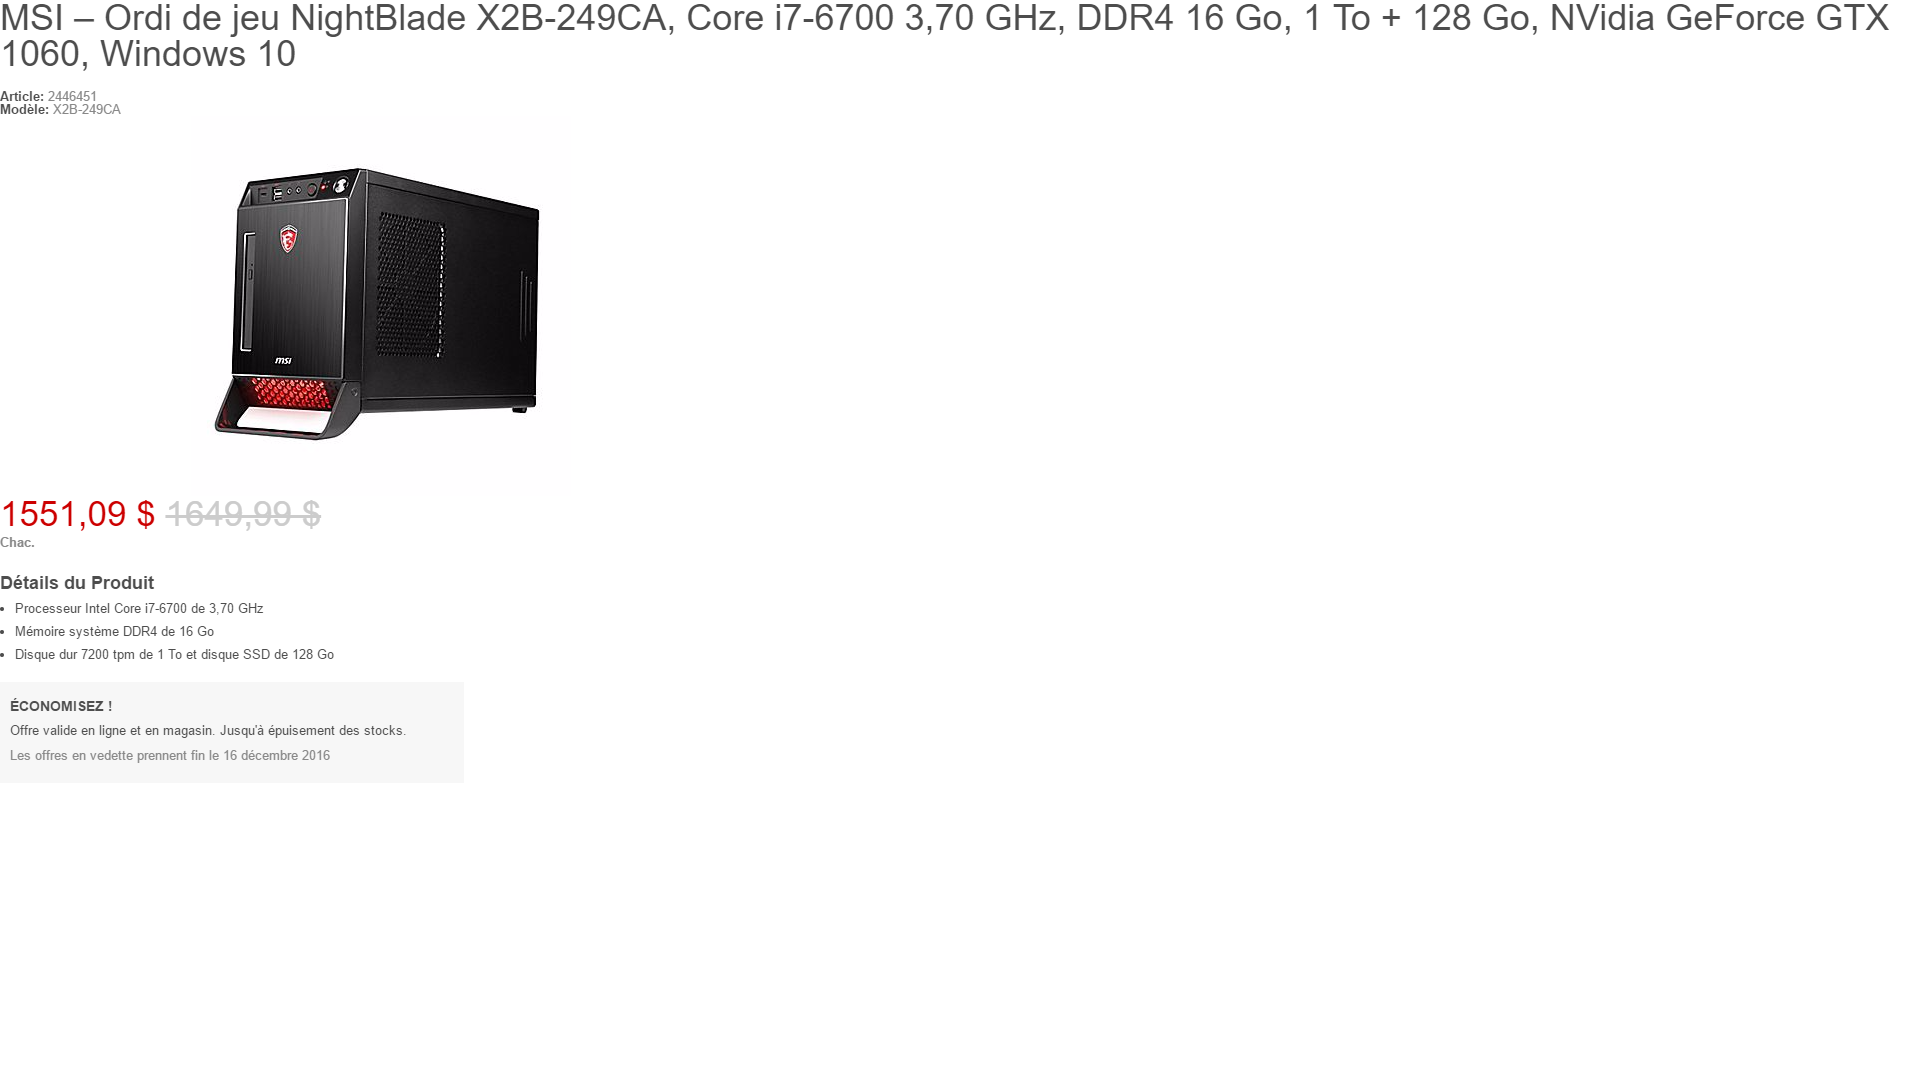 MSI – Ordi de jeu NightBlade X2B-249CA, Core i7-6700 3,70 GHz, DDR4 16 Go, 1 To + 128 Go, NVidia GeForce GTX
1060, Windows 10
Article: 2446451
Modèle: X2B-249CA
msi
1551,09 $ 1649,99 $
Chac.
Détails du Produit
• Processeur Intel Core i7-6700 de 3,70 GHz
• Mémoire système DDR4 de 16 Go
• Disque dur 7200 tpm de 1 To et disque SSD de 128 Go
ÉCONOMISEZ !
Offre valide en ligne et en magasin. Jusqu'à épuisement des stocks.
Les offres en vedette prennent fin le 16 décembre 2016